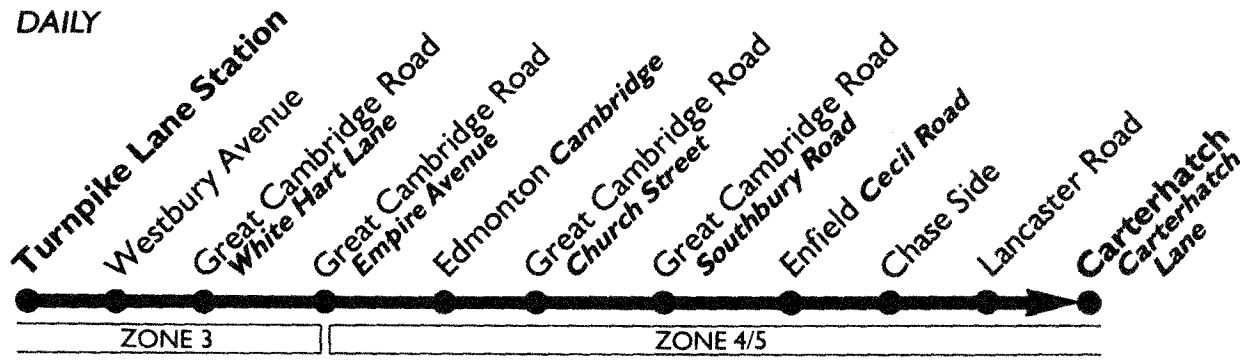 DAILY
Turnpike Lane Station
Westbury Avenue
Great Cambridge Road
White Hart Lane
Great Cambridge Road
Empire Avenue
Edmonton Cambridge
Great Cambridge Road
Church Street
Great Cambridge Road
Southbury Road
Enfield Cecil Road
Chase Side
Lancaster Road
Carterhatch
Carterhatch
Lane
ZONE 3
ZONE 4/5